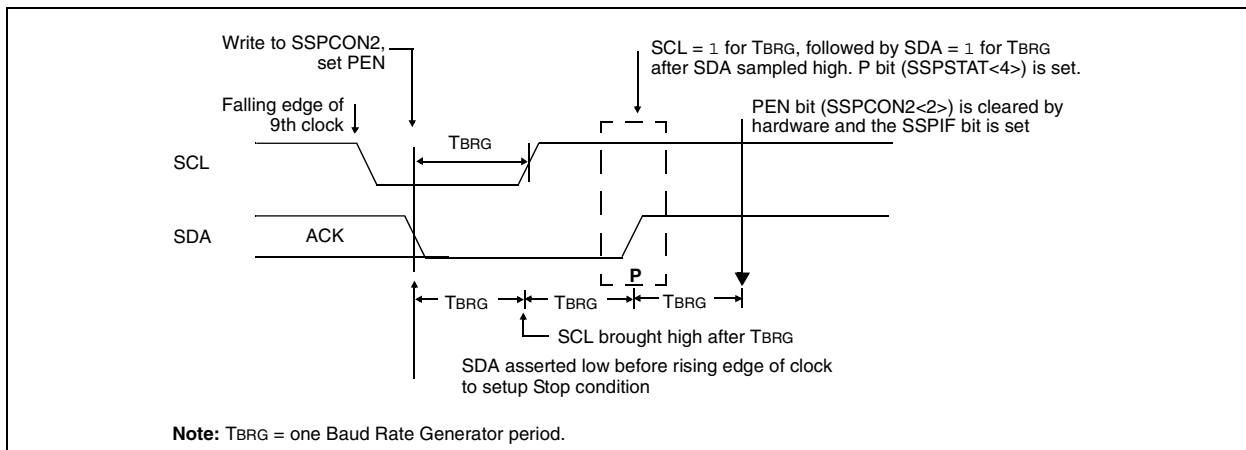 Write to SSPCON2,
set PEN
SCL = 1 for TBRG, followed by SDA = 1 for TBRG
after SDA sampled high. P bit (SSPSTAT<4>) is set.
Falling edge of
9th clock
PEN bit (SSPCON2<2>) is cleared by
hardware and the SSPIF bit is set
TBRG
SCL
SDA
ACK
P
TBRG
TBRG
TBRG
SCL brought high after TBRG
SDA asserted low before rising edge of clock
to setup Stop condition
Note: TBRG = one Baud Rate Generator period.